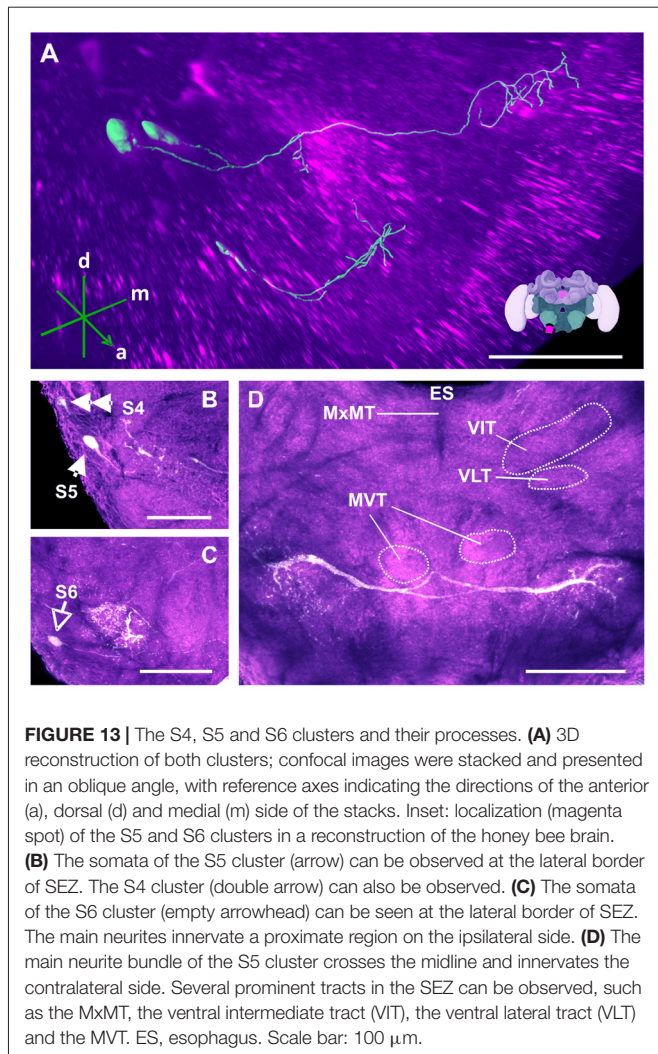 A
d
m
a
B
S4
S5
C
S6
D
ES
MxMT
VIT
VLT
MVT
FIGURE 13 | The S4, S5 and S6 clusters and their processes. (A) 3D
reconstruction of both clusters; confocal images were stacked and presented
in an oblique angle, with reference axes indicating the directions of the anterior
(a), dorsal (d) and medial (m) side of the stacks. Inset: localization (magenta
spot) of the S5 and S6 clusters in a reconstruction of the honey bee brain.
(B) The somata of the S5 cluster (arrow) can be observed at the lateral border
of SEZ. The S4 cluster (double arrow) can also be observed. (C) The somata
of the S6 cluster (empty arrowhead) can be seen at the lateral border of SEZ.
The main neurites innervate a proximate region on the ipsilateral side. (D) The
main neurite bundle of the S5 cluster crosses the midline and innervates the
contralateral side. Several prominent tracts in the SEZ can be observed, such
as the MxMT, the ventral intermediate tract (VIT), the ventral lateral tract (VLT)
and the MVT. ES, esophagus. Scale bar: 100 μm.